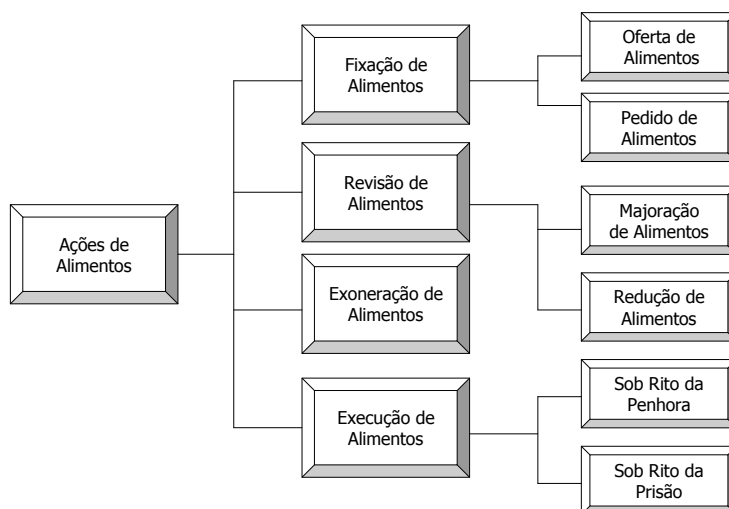 Ações de
Alimentos
Fixação de
Alimentos
Oferta de
Alimentos
Pedido de
Alimentos
Revisão de
Alimentos
Majoração
de Alimentos
Redução de
Alimentos
Exoneração de
Alimentos
Execução de
Alimentos
Sob Rito da
Penhora
Sob Rito da
Prisão